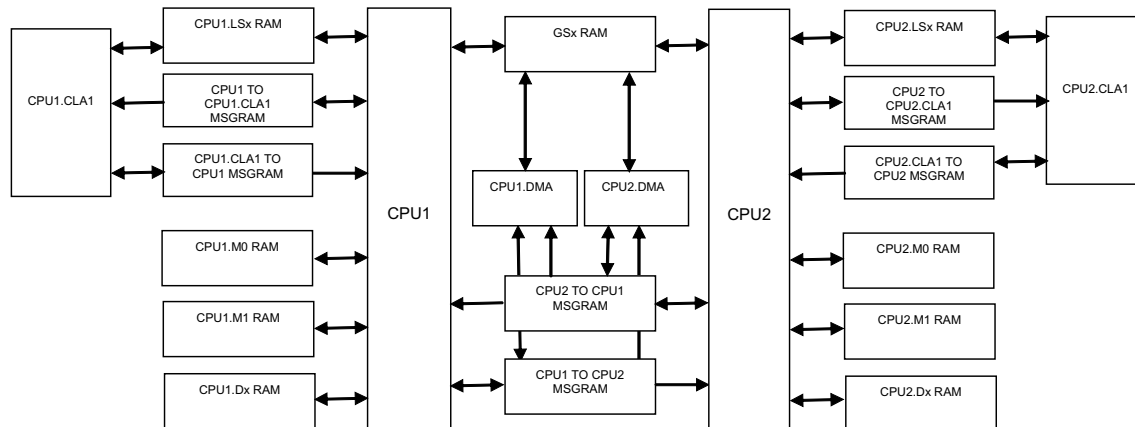 CPU1.CLA1
CPU1.LSx RAM
CPU1 TO
CPU1.CLA1
MSGRAM
CPU1.CLA1 TO
CPU1 MSGRAM
CPU1.M0 RAM
CPU1.M1 RAM
CPU1.Dx RAM
CPU1
GSx RAM
CPU1.DMA
CPU2.DMA
CPU2 TO CPU1
MSGRAM
CPU1 TO CPU2
MSGRAM
CPU2
CPU2.LSx RAM
CPU2 TO
CPU2.CLA1
MSGRAM
CPU2.CLA1 TO
CPU2 MSGRAM
CPU2.M0 RAM
CPU2.M1 RAM
CPU2.Dx RAM
CPU2.CLA1